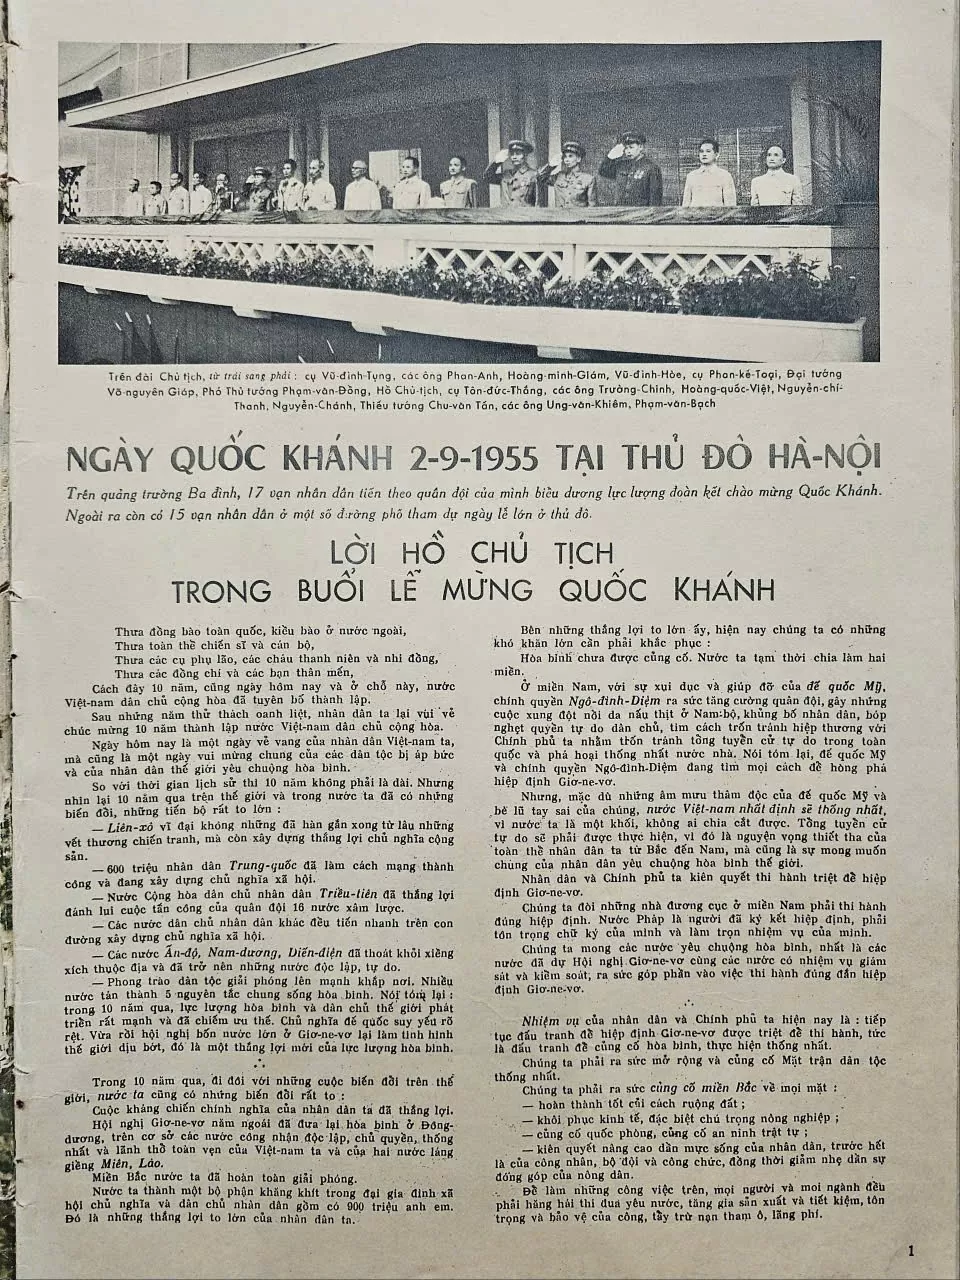 Trên đài Chủ tịch, từ trái sang phải : cụ Vũ-đình-Tụng, các ông Phan-Anh, Hoàng-minh-Giám, Vũ-đình-Hòe, cụ Phan-kế-Toại, Đại tướng
Võ-nguyên Giáp, Phó Thủ tướng Phạm-văn-Đồng, Hồ Chủ-tịch, cụ Tôn-đức-Thắng, các ông Trường-Chinh, Hoàng-quốc-Việt, Nguyễn-chí-
Thanh, Nguyễn-Chánh, Thiếu tướng Chu-văn Tấn, các ông Ung-văn-Khiêm, Phạm-văn-Bạch
NGÀY QUỐC KHÁNH 2-9-1955 TẠI THỦ ĐÔ HÀ-NỘI
Trên quảng trường Ba đình, 17 vạn nhân dân tiến theo quân đội của mình biểu dương lực lượng đoàn kết chào mừng Quốc Khánh.
Ngoài ra còn có 15 vạn nhân dân ở một số đường phố tham dự ngày lễ lớn ở thủ đô.
LỜI HỒ CHỦ TỊCH
TRONG BUỔI LỄ MỪNG QUỐC KHÁNH
Thưa đồng bào toàn quốc, kiều bào ở nước ngoài,
Thưa toàn thể chiến sĩ và cán bộ,
Thưa các cụ phụ lão, các cháu thanh niên và nhi đồng,
Thưa các đồng chí và các bạn thân mến,
Cách đây 10 năm, cũng ngày hôm nay và ở chỗ này, nước
Việt-nam dân chủ cộng hòa đã tuyên bố thành lập.
Sau những năm thử thách oanh liệt, nhân dân ta lại vui vẻ
chúc mừng 10 năm thành lập nước Việt-nam dân chủ cộng hòa.
Ngày hôm nay là một ngày vẻ vang của nhân dân Việt-nam ta,
mà cũng là một ngày vui mừng chung của các dân tộc bị áp bức
và của nhân dân thế giới yêu chuộng hòa bình.
So với thời gian lịch sử thì 10 năm không phải là dài. Nhưng
nhìn lại 10 năm qua trên thế giới và trong nước ta đã có những
biến đổi, những tiến bộ rất to lớn :
— Liên-xô vĩ đại không những đã hàn gắn xong từ lâu những
vết thương chiến tranh, mà còn xây dựng thắng lợi chủ nghĩa cộng
sản.
— 600 triệu nhân dân Trung-quốc đã làm cách mạng thành
công và đang xây dựng chủ nghĩa xã hội.
— Nước Cộng hòa dân chủ nhân dân Triều-tiên đã thắng lợi
đánh lui cuộc tấn công của quân đội 16 nước xâm lược.
— Các nước dân chủ nhân dân khác đều tiến nhanh trên con
đường xây dựng chủ nghĩa xã hội.
— Các nước Ấn-độ, Nam-dương, Diến-điện đã thoát khỏi xiềng
xích thuộc địa và đã trở nên những nước độc lập, tự do.
— Phong trào dân tộc giải phóng lên mạnh khắp nơi. Nhiều
nước tán thành 5 nguyên tắc chung sống hòa bình. Nói tóm lại :
trong 10 năm qua, lực lượng hòa bình và dân chủ thế giới phát
triển rất mạnh và đã chiếm ưu thế. Chủ nghĩa đế quốc suy yếu rõ
rệt. Vừa rồi hội nghị bốn nước lớn ở Giơ-ne-vơ lại làm tình hình
thế giới dịu bớt, đó là một thắng lợi mới của lực lượng hòa bình.
Trong 10 năm qua, đi đôi với những cuộc biến đổi trên thế
giới, nước ta cũng có những biến đổi rất to :
Cuộc kháng chiến chính nghĩa của nhân dân ta đã thắng lợi.
Hội nghị Giơ-ne-vơ năm ngoái đã đưa lại hòa bình ở Đông-
dương, trên cơ sở các nước công nhận độc lập, chủ quyền, thống
nhất và lãnh thổ toàn vẹn của Việt-nam ta và của hai nước láng
giềng Miên, Lào.
Miền Bắc nước ta đã hoàn toàn giải phóng.
Nước ta thành một bộ phận khăng khít trong đại gia đình xã
hội chủ nghĩa và dân chủ nhân dân gồm có 900 triệu anh em.
Đó là những thắng lợi to lớn của nhân dân ta.
Bên những thắng lợi to lớn ấy, hiện nay chúng ta có những
khó khăn lớn cần phải khắc phục :
Hòa bình chưa được củng cố. Nước ta tạm thời chia làm hai
miền.
Ở miền Nam, với sự xui dục và giúp đỡ của đế quốc Mỹ,
chính quyền Ngô-đình-Diệm ra sức tăng cường quân đội, gây những
cuộc xung đột nồi da nấu thịt ở Nam-bộ, khủng bố nhân dân, bóp
nghẹt quyền tự do dân chủ, tìm cách trốn tránh hiệp thương với
Chính phủ ta nhằm trốn tránh tổng tuyển cử tự do trong toàn
quốc và phá hoại thống nhất nước nhà. Nói tóm lại, đế quốc Mỹ
và chính quyền Ngô-đình-Diệm đang tìm mọi cách để hòng phá
hiệp định Giơ-ne-vơ.
Nhưng, mặc dù những âm mưu thâm độc của đế quốc Mỹ và
bè lũ tay sai của chúng, nước Việt-nam nhất định sẽ thống nhất,
vì nước ta là một khối, không ai chia cắt được. Tổng tuyển cử
tự do sẽ phải được thực hiện, vì đó là nguyện vọng thiết tha của
toàn thể nhân dân ta từ Bắc đến Nam, mà cũng là sự mong muốn
chung của nhân dân yêu chuộng hòa bình thế giới.
Nhân dân và Chính phủ ta kiên quyết thi hành triệt để hiệp
định Giơ-ne-vơ.
Chúng ta đòi những nhà đương cục ở miền Nam phải thi hành
đúng hiệp định. Nước Pháp là người đã ký kết hiệp định, phải
tôn trọng chữ ký của mình và làm trọn nhiệm vụ của mình.
Chúng ta mong các nước yêu chuộng hòa bình, nhất là các
nước đã dự Hội nghị Giơ-ne-vơ cùng các nước có nhiệm vụ giám
sát và kiểm soát, ra sức góp phần vào việc thi hành đúng đắn hiệp
định Giơ-ne-vơ.
Nhiệm vụ của nhân dân và Chính phủ ta hiện nay là : tiếp
tục đấu tranh để hiệp định Giơ-ne-vơ được triệt để thi hành, tức
là đấu tranh để củng cố hòa bình, thực hiện thống nhất.
Chúng ta phải ra sức mở rộng và củng cố Mặt trận dân tộc
thống nhất.
Chúng ta phải ra sức củng cố miền Bắc về mọi mặt :
— hoàn thành tốt cải cách ruộng đất ;
— khôi phục kinh tế, đặc biệt chú trọng nông nghiệp ;
— củng cố quốc phòng, củng cố an ninh trật tự ;
— kiên quyết nâng cao dần mực sống của nhân dân, trước hết
là của công nhân, bộ đội và công chức, đồng thời giảm nhẹ dần sự
đóng góp của nông dân.
Để làm những công việc trên, mọi người và mọi ngành đều
phải hăng hái thi đua yêu nước, tăng gia sản xuất và tiết kiệm, tôn
trọng và bảo vệ của công, tẩy trừ nạn tham ô, lãng phí.
1